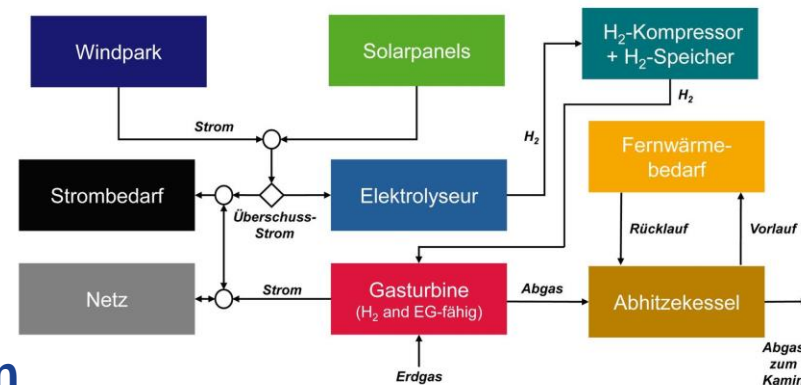 Windpark
Solarpanels
H₂-Kompressor
+ H₂-Speicher
Strom
H₂
H₂
Fernwärme-
bedarf
Strombedarf
Überschuss-
Strom
Elektrolyseur
Rücklauf
Vorlauf
Netz
Strom
Gasturbine
(H₂ and EG-fähig)
Abgas
Abhitzekessel
Erdgas
Abgas
zum
Kamin